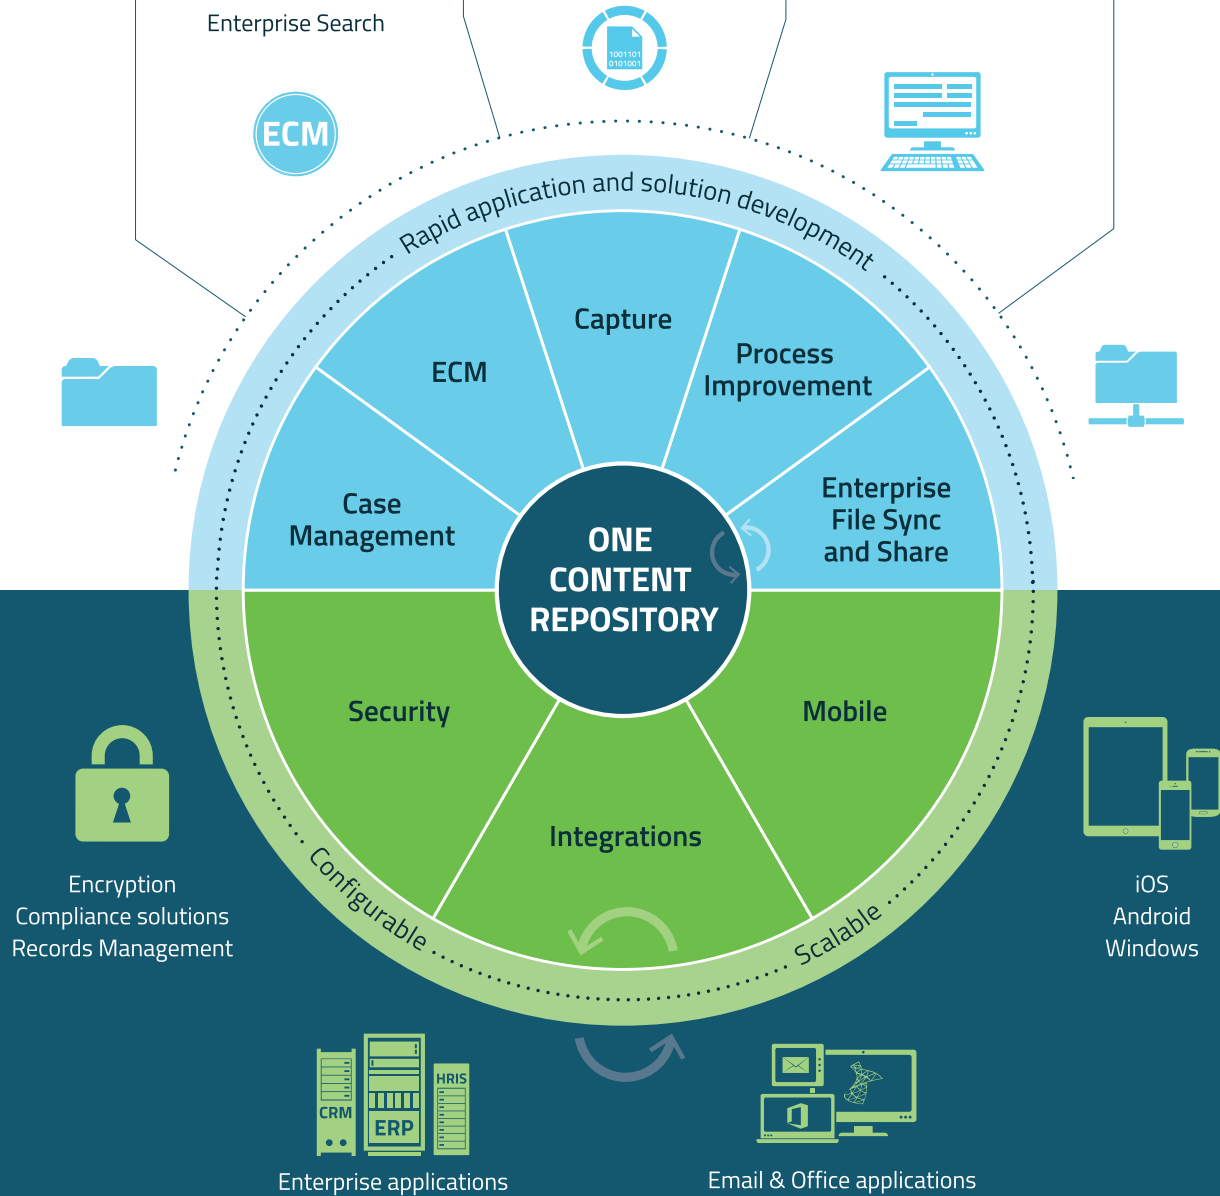 Enterprise Search
1001101
0101001
ECM
Rapid application and solution development
Capture
ECM
Process
Improvement
Case
Management
Enterprise
File Sync
and Share
ONE
CONTENT
REPOSITORY
Security
Mobile
Integrations
Configurable
Scalable
Encryption
Compliance solutions
Records Management
iOS
Android
Windows
CRM
ERP
HRIS
Enterprise applications
Email & Office applications